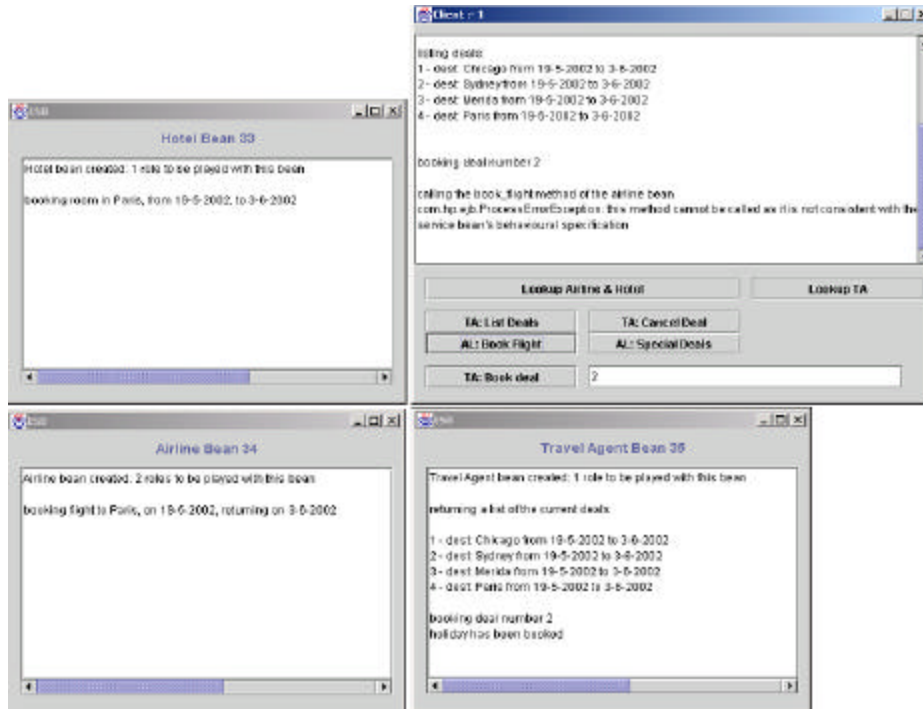 Client : 1
listing deals:
1 - dest: Chicago from 19-5-2002 to 3-6-2002
2 - dest: Sydney from 19-5-2002 to 3-6-2002
3 - dest: Merida from 19-5-2002 to 3-6-2002
4 - dest: Paris from 19-5-2002 to 3-6-2002
booking deal number 2
calling the book_flight method of the airline bean
com.hp.ejb.ProcessErrorException: this method cannot be called as it is not consistent with the
service bean's behavioural specification
Lookup Airline & Hotel
Lookup TA
TA: List Deals
TA: Cancel Deal
AL: Book Flight
AL: Special Deals
TA: Book deal
2
Hotel Bean 33
Hotel bean created: 1 role to be played with this bean
booking room in Paris, from 19-5-2002, to 3-6-2002
Airline Bean 34
Airline bean created: 2 roles to be played with this bean
booking flight to Paris, on 19-5-2002, returning on 3-6-2002
Travel Agent Bean 35
Travel Agent bean created: 1 role to be played with this bean
returning a list of the current deals:
1 - dest: Chicago from 19-5-2002 to 3-6-2002
2 - dest: Sydney from 19-5-2002 to 3-6-2002
3 - dest: Merida from 19-5-2002 to 3-6-2002
4 - dest: Paris from 19-5-2002 to 3-6-2002
booking deal number 2
holiday has been booked